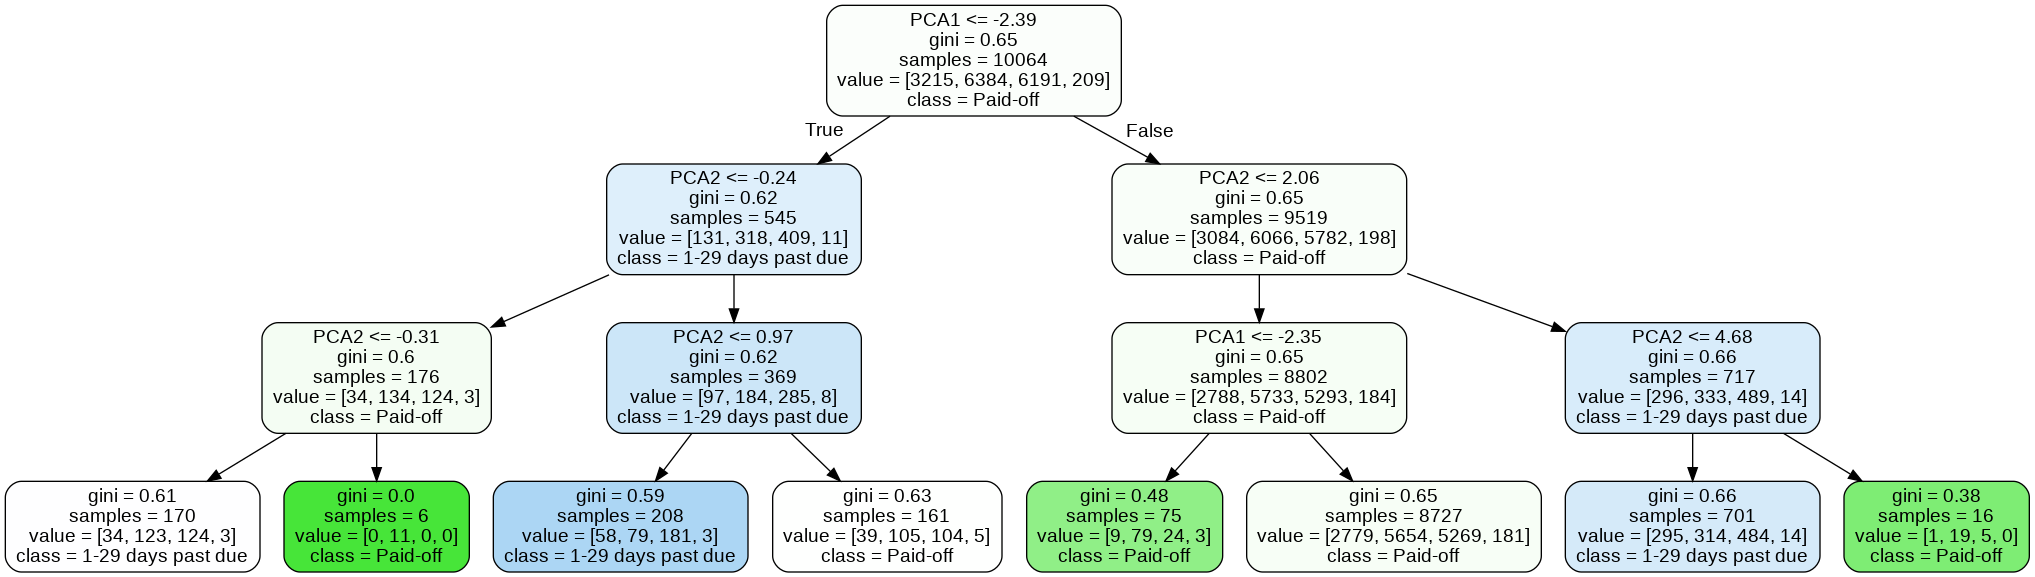 PCA1 <= -2.39
gini = 0.65
samples = 10064
value = [3215, 6384, 6191, 209]
class = Paid-off
True
False
PCA2 <= -0.24
gini = 0.62
samples = 545
value = [131, 318, 409, 11]
class = 1-29 days past due
PCA2 <= 2.06
gini = 0.65
samples = 9519
value = [3084, 6066, 5782, 198]
class = Paid-off
PCA2 <= -0.31
gini = 0.6
samples = 176
value = [34, 134, 124, 3]
class = Paid-off
PCA2 <= 0.97
gini = 0.62
samples = 369
value = [97, 184, 285, 8]
class = 1-29 days past due
PCA1 <= -2.35
gini = 0.65
samples = 8802
value = [2788, 5733, 5293, 184]
class = Paid-off
PCA2 <= 4.68
gini = 0.66
samples = 717
value = [296, 333, 489, 14]
class = 1-29 days past due
gini = 0.61
samples = 170
value = [34, 123, 124, 3]
class = 1-29 days past due
gini = 0.0
samples = 6
value = [0, 11, 0, 0]
class = Paid-off
gini = 0.59
samples = 208
value = [58, 79, 181, 3]
class = 1-29 days past due
gini = 0.63
samples = 161
value = [39, 105, 104, 5]
class = Paid-off
gini = 0.48
samples = 75
value = [9, 79, 24, 3]
class = Paid-off
gini = 0.65
samples = 8727
value = [2779, 5654, 5269, 181]
class = Paid-off
gini = 0.66
samples = 701
value = [295, 314, 484, 14]
class = 1-29 days past due
gini = 0.38
samples = 16
value = [1, 19, 5, 0]
class = Paid-off